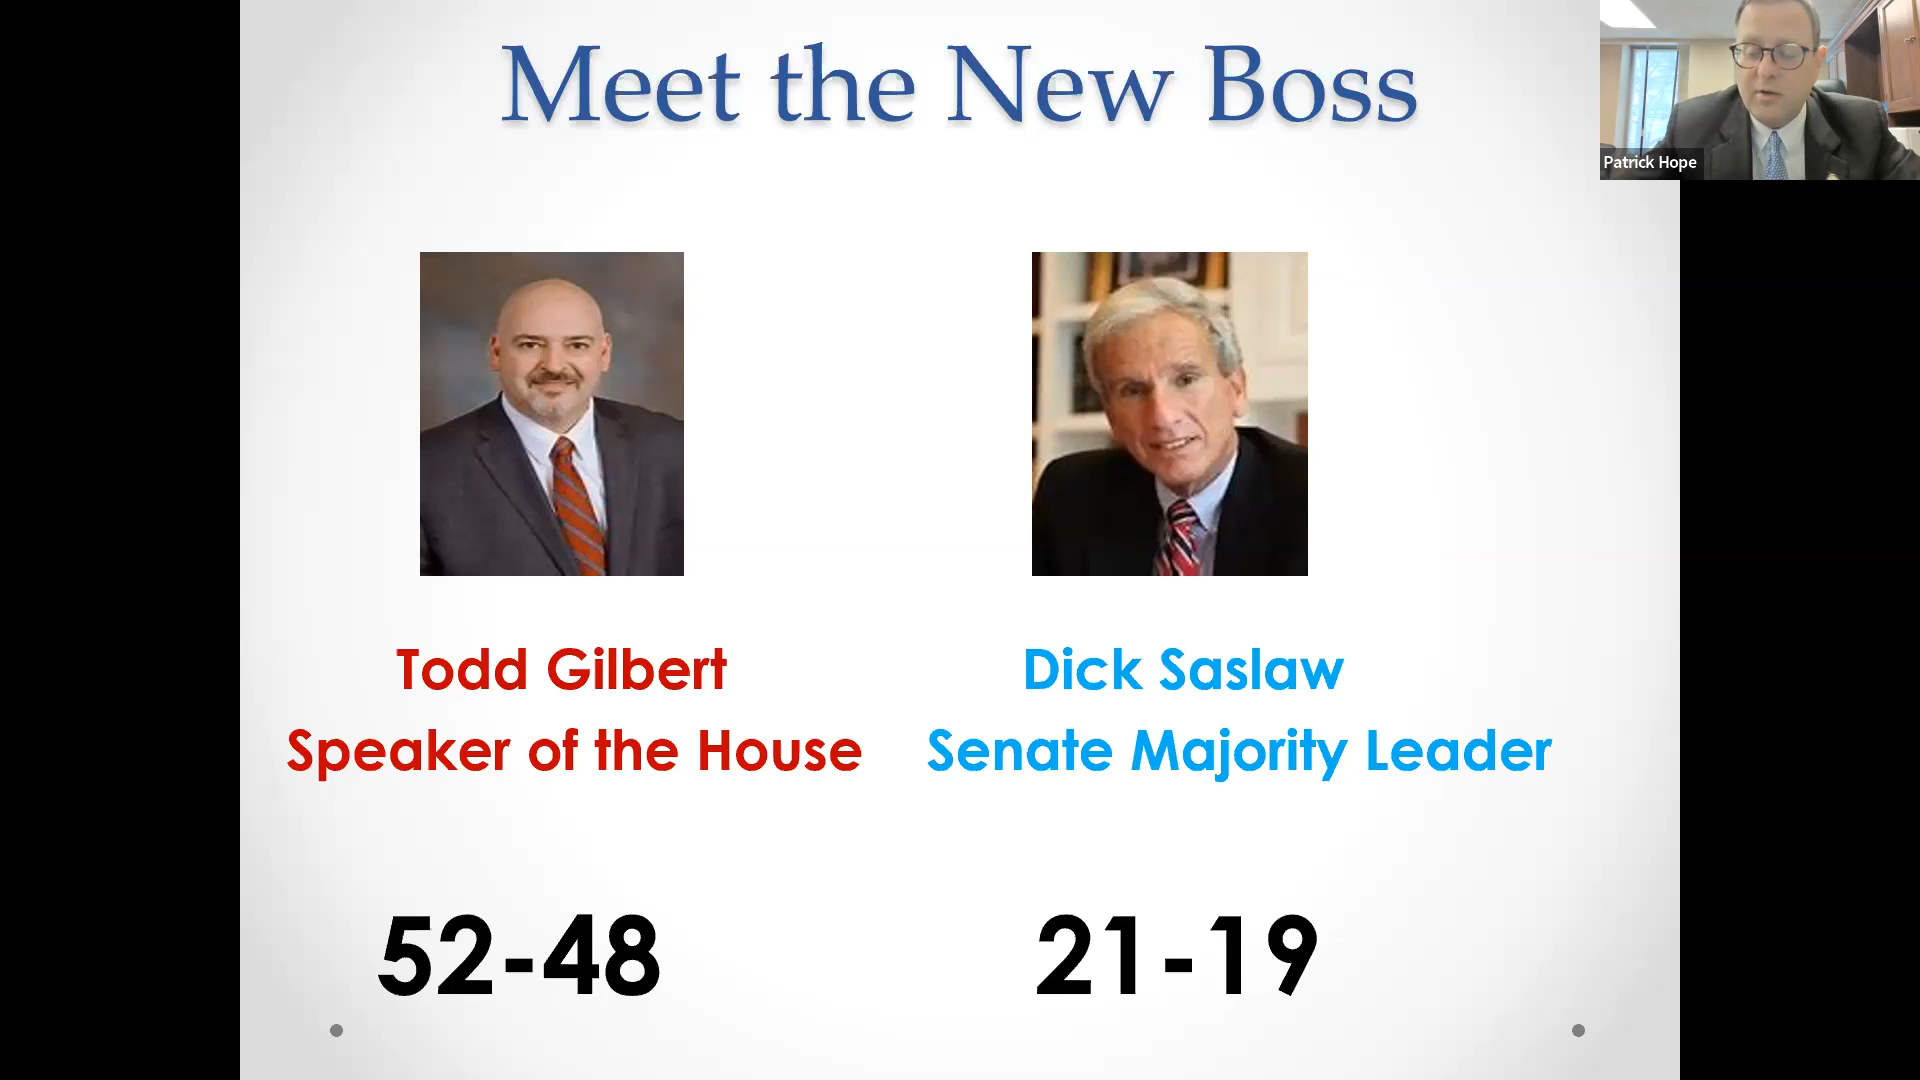 Meet the New Boss
Patrick Hope
Todd Gilbert
Speaker of the House
52-48
Dick Saslaw
Senate Majority Leader
21-19